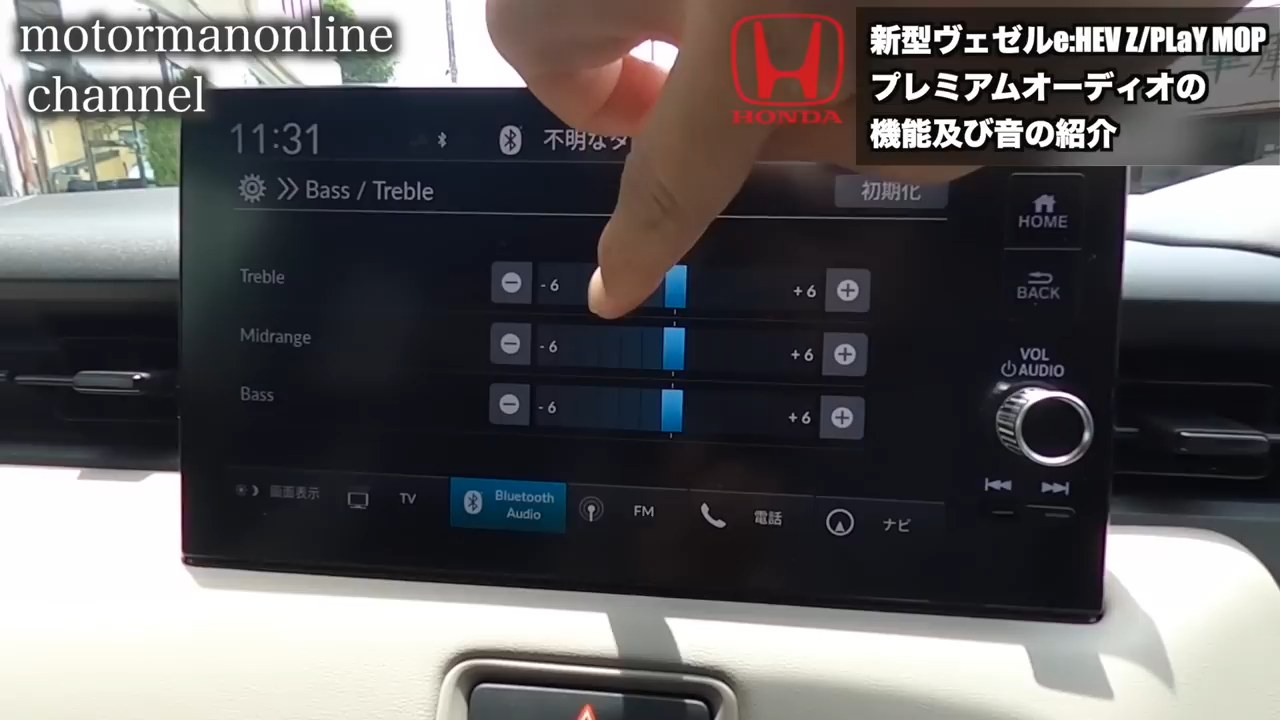 motormanonline
channel
HONDA
新型ヴェゼルe:HEV Z/PLaY MOP
プレミアムオーディオの
機能及び音の紹介
11:31
不明な
Bass / Treble
初期化
HOME
BACK
Treble
- 6
+ 6
Midrange
- 6
+ 6
Bass
- 6
+ 6
VOL
AUDIO
画面表示
TV
Bluetooth
Audio
FM
電話
ナビ